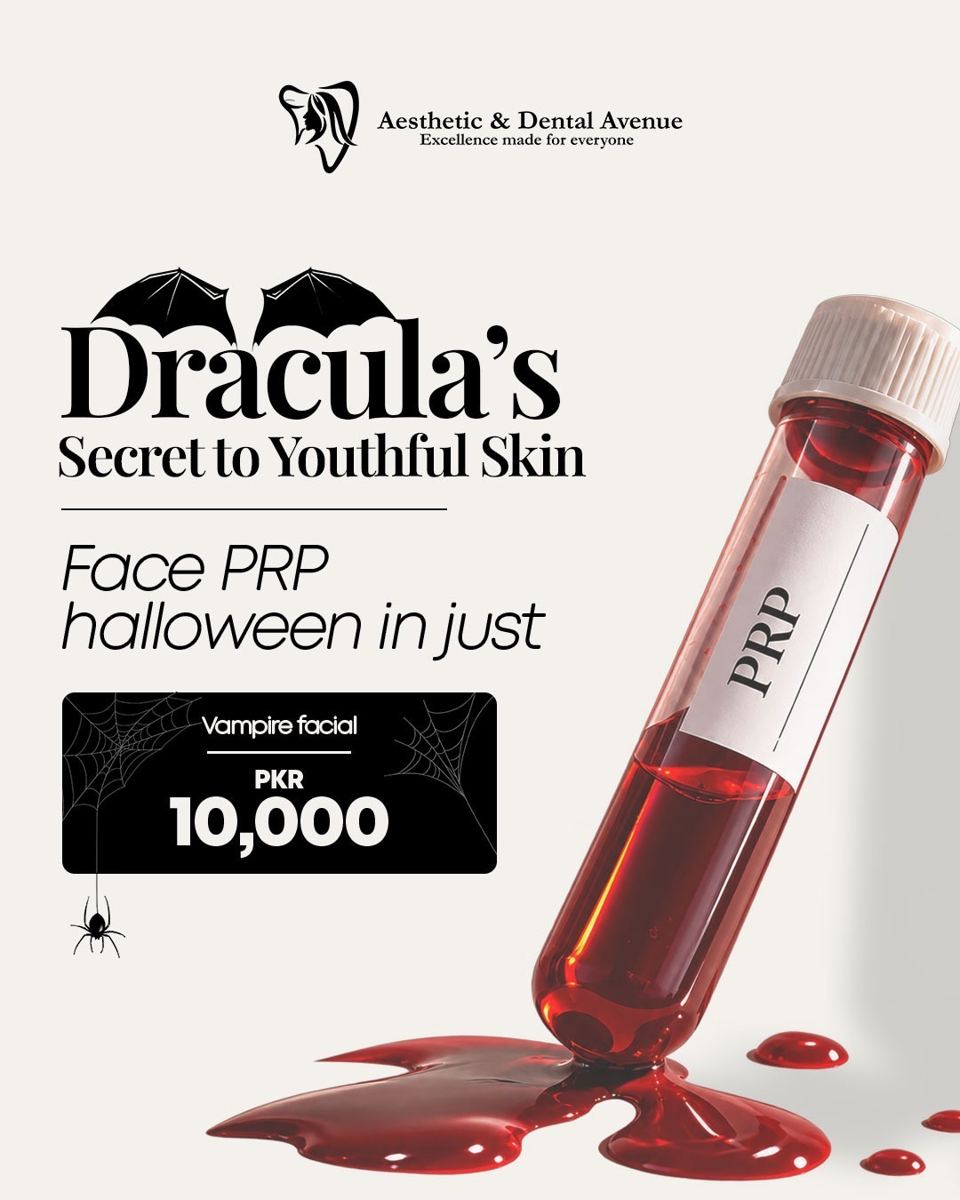 Aesthetic & Dental Avenue
Excellence made for everyone
Dracula's
Secret to Youthful Skin
Face PRP
halloween in just
Vampire facial
PKR
10,000
PRP